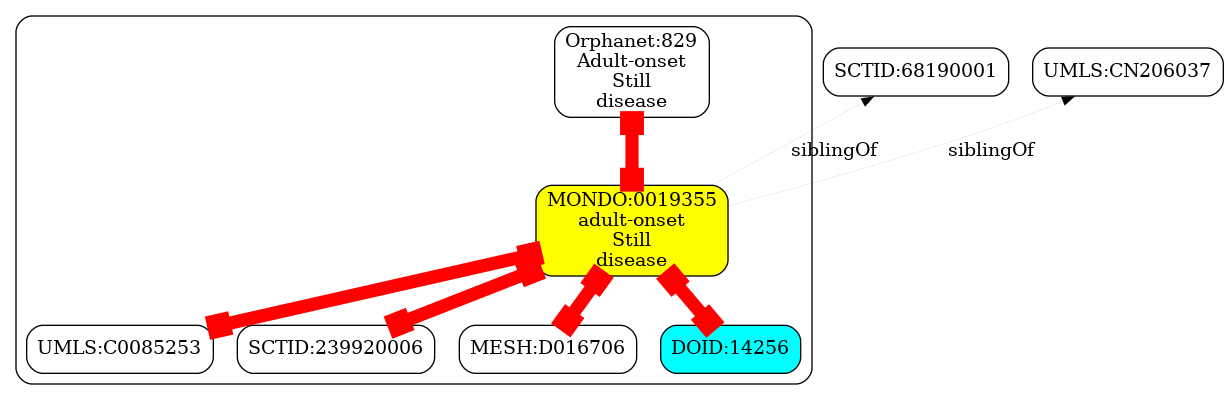 Orphanet:829
Adult-onset
Still
disease
SCTID:68190001
UMLS:CN206037
siblingOf
siblingOf
MONDO:0019355
adult-onset
Still
disease
UMLS:C0085253
SCTID:239920006
MESH:D016706
DOID:14256